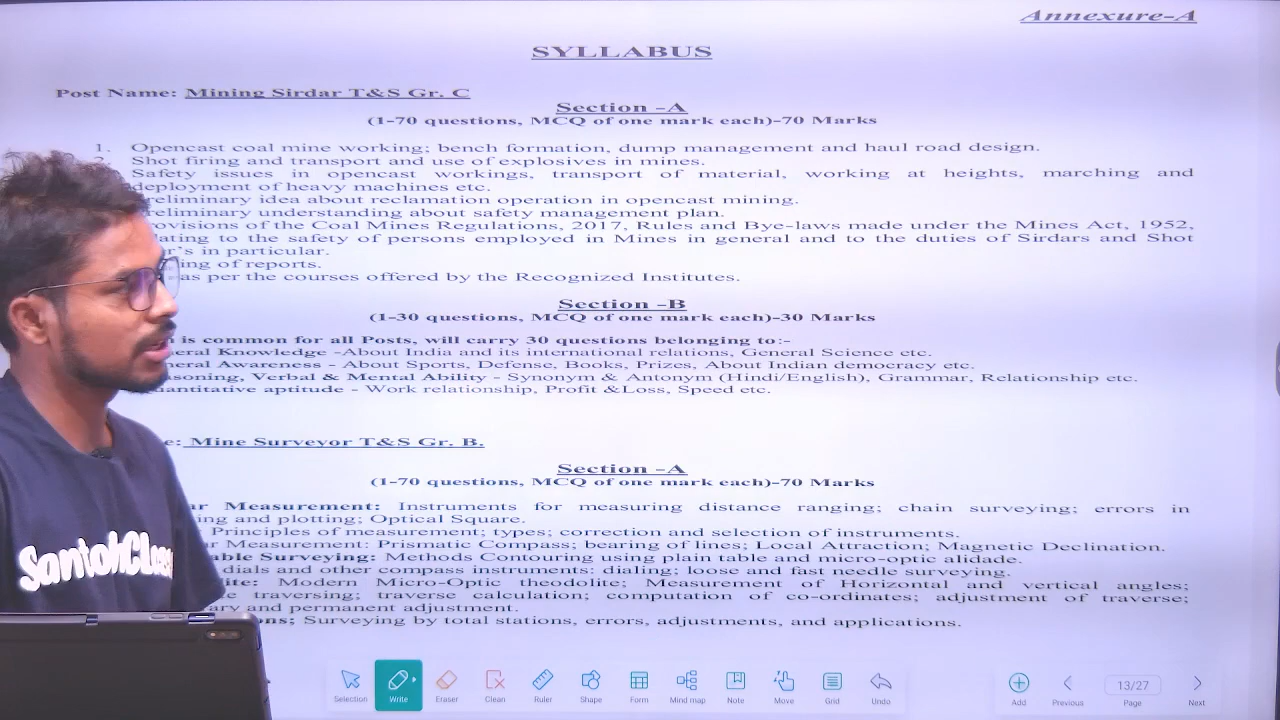 Annexure-A
SYLLABUS
Post Name: Mining Sirdar T&S Gr. C
Section -A
(1-70 questions, MCQ of one mark each)-70 Marks
1. Opencast coal mine working; bench formation, dump management and haul road design.
Shot firing and transport and use of explosives in mines.
Safety issues in opencast workings, transport of material, working at heights, marching and
deployment of heavy machines etc.
reliminary idea about reclamation operation in opencast mining.
reliminary understanding about safety management plan.
rovisions of the Coal Mines Regulations, 2017, Rules and Bye-laws made under the Mines Act, 1952,
lating to the safety of persons employed in Mines in general and to the duties of Sirdars and Shot
r's in particular.
ing of reports.
as per the courses offered by the Recognized Institutes.
Section -B
(1-30 questions, MCQ of one mark each)-30 Marks
is common for all Posts, will carry 30 questions belonging to:-
eral Knowledge -About India and its international relations, General Science etc.
neral Awareness - About Sports, Defense, Books, Prizes, About Indian democracy etc.
asoning, Verbal & Mental Ability - Synonym & Antonym (Hindi/English), Grammar, Relationship etc.
uantitative aptitude - Work relationship, Profit &Loss, Speed etc.
e: Mine Surveyor T&S Gr. B.
Section -A
(1-70 questions, MCQ of one mark each)-70 Marks
ar Measurement: Instruments for measuring distance ranging; chain surveying; errors in
ing and plotting; Optical Square.
Principles of measurement; types; correction and selection of instruments.
ar Measurement: Prismatic Compass; bearing of lines; Local Attraction; Magnetic Declination.
able Surveying: Methods Contouring using plain table and micro-optic alidade.
dials and other compass instruments: dialing; loose and fast needle surveying.
lite: Modern Micro-Optic theodolite; Measurement of Horizontal and vertical angles;
le traversing; traverse calculation; computation of co-ordinates; adjustment of traverse;
ary and permanent adjustment.
ons; Surveying by total stations, errors, adjustments, and applications.
SantohClass
Selection Write Eraser Clean Ruler Shape Form Mind map Note Move Grid Undo
Add Previous 13/27 Page Next